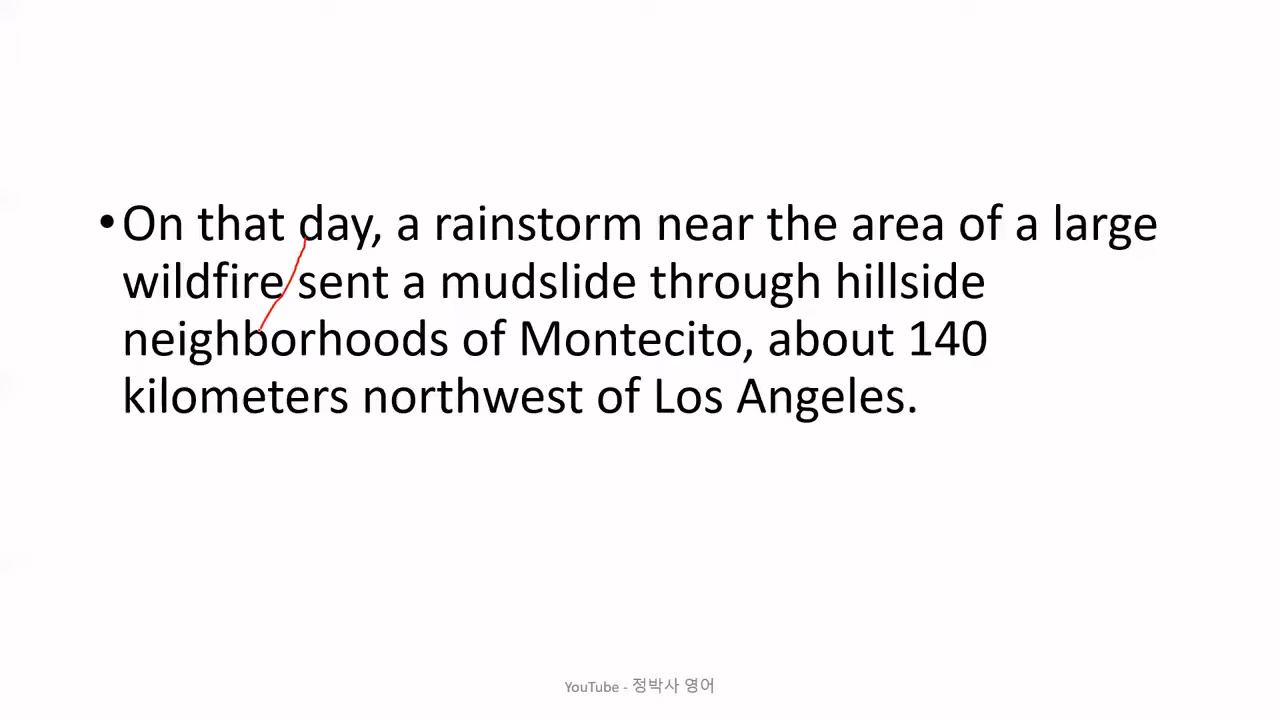 •On that day, a rainstorm near the area of a large
wildfire sent a mudslide through hillside
neighborhoods of Montecito, about 140
kilometers northwest of Los Angeles.
YouTube - 정박사 영어